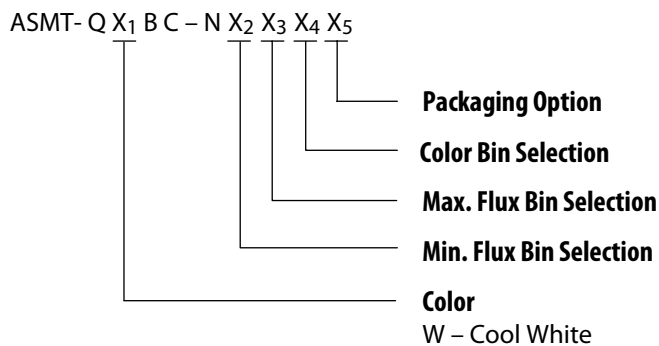 ASMT- Q X1 B C – N X2 X3 X4 X5
Packaging Option
Color Bin Selection
Max. Flux Bin Selection
Min. Flux Bin Selection
Color
W – Cool White